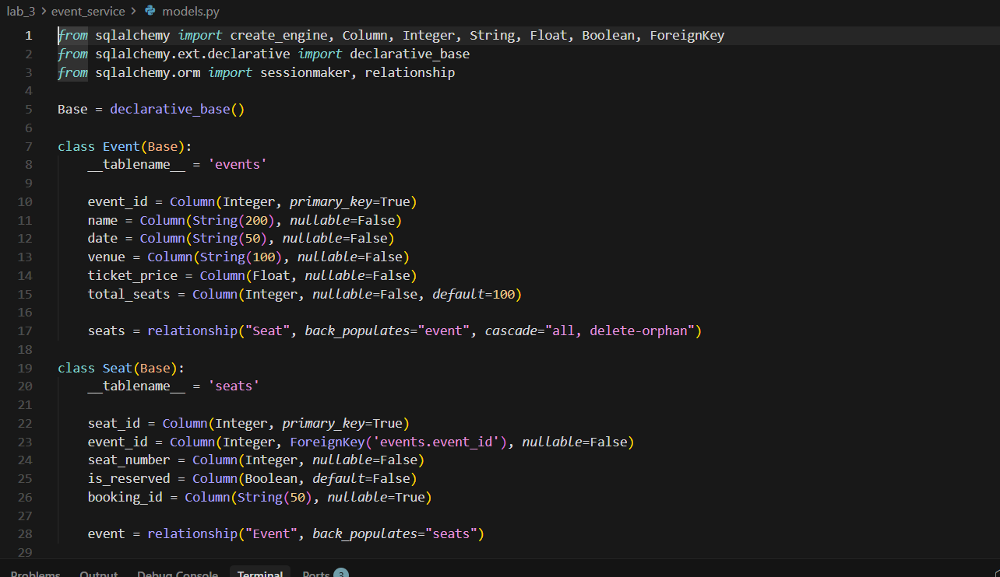 lab_3 > event_service > models.py
1 from sqlalchemy import create_engine, Column, Integer, String, Float, Boolean, ForeignKey
2 from sqlalchemy.ext.declarative import declarative_base
3 from sqlalchemy.orm import sessionmaker, relationship
4
5 Base = declarative_base()
6
7 class Event(Base):
8     __tablename__ = 'events'
9
10     event_id = Column(Integer, primary_key=True)
11     name = Column(String(200), nullable=False)
12     date = Column(String(50), nullable=False)
13     venue = Column(String(100), nullable=False)
14     ticket_price = Column(Float, nullable=False)
15     total_seats = Column(Integer, nullable=False, default=100)
16
17     seats = relationship("Seat", back_populates="event", cascade="all, delete-orphan")
18
19 class Seat(Base):
20     __tablename__ = 'seats'
21
22     seat_id = Column(Integer, primary_key=True)
23     event_id = Column(Integer, ForeignKey('events.event_id'), nullable=False)
24     seat_number = Column(Integer, nullable=False)
25     is_reserved = Column(Boolean, default=False)
26     booking_id = Column(String(50), nullable=True)
27
28     event = relationship("Event", back_populates="seats")
29
Problems Output Debug Console Terminal Ports 3